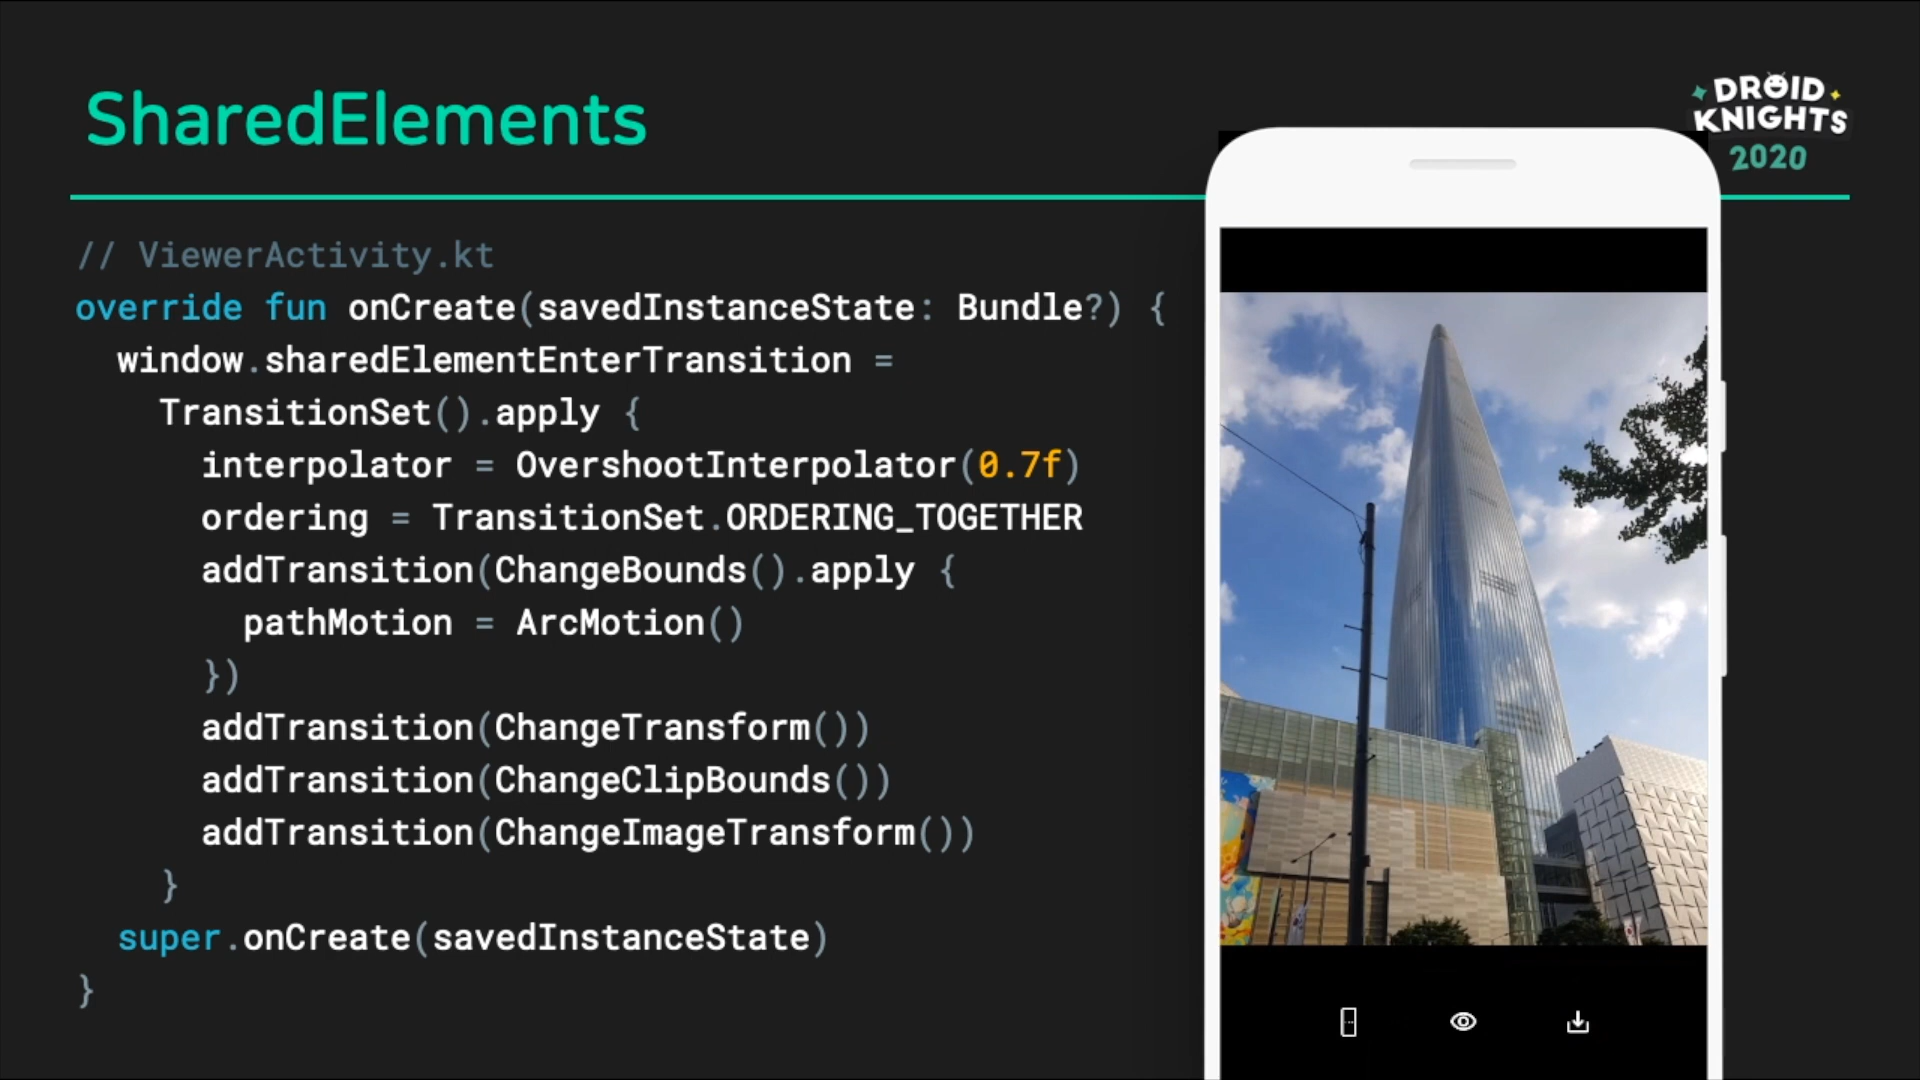 SharedElements
DROID
KNIGHTS
2020
// ViewerActivity.kt
override fun onCreate(savedInstanceState: Bundle?) {
  window.sharedElementEnterTransition =
    TransitionSet().apply {
      interpolator = OvershootInterpolator(0.7f)
      ordering = TransitionSet.ORDERING_TOGETHER
      addTransition(ChangeBounds().apply {
        pathMotion = ArcMotion()
      })
      addTransition(ChangeTransform())
      addTransition(ChangeClipBounds())
      addTransition(ChangeImageTransform())
    }
  super.onCreate(savedInstanceState)
}